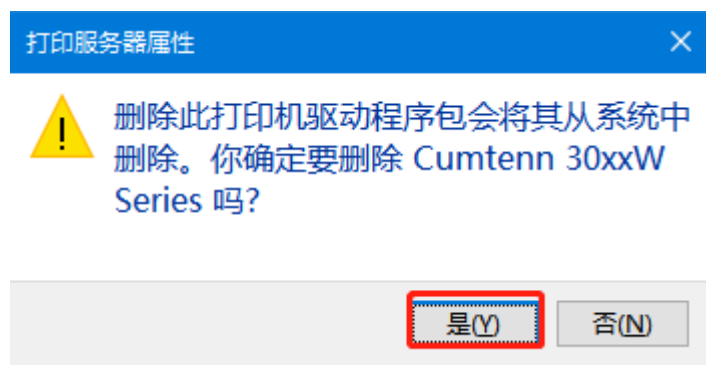 打印服务器属性
删除此打印机驱动程序包会将其从系统中
删除。你确定要删除 Cumtenn 30xxW
Series 吗?
是(Y) 否(N)